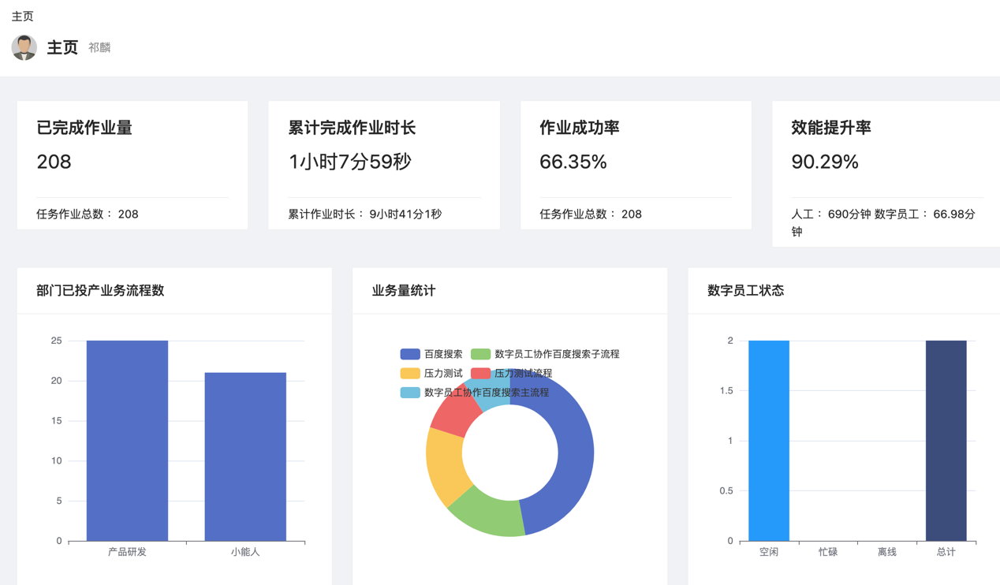 主页
主页 祁麟
已完成作业量
208
任务作业总数： 208
累计完成作业时长
1小时7分59秒
累计作业时长： 9小时41分1秒
作业成功率
66.35%
任务作业总数： 208
效能提升率
90.29%
人工： 690分钟 数字员工： 66.98分
钟
部门已投产业务流程数
25
20
15
10
5
0
产品研发 小能人
业务量统计
百度搜索 数字员工协作百度搜索子流程
压力测试 压力测试流程
数字员工协作百度搜索主流程
数字员工状态
2
1.5
1
0.5
0
空闲 忙碌 离线 总计